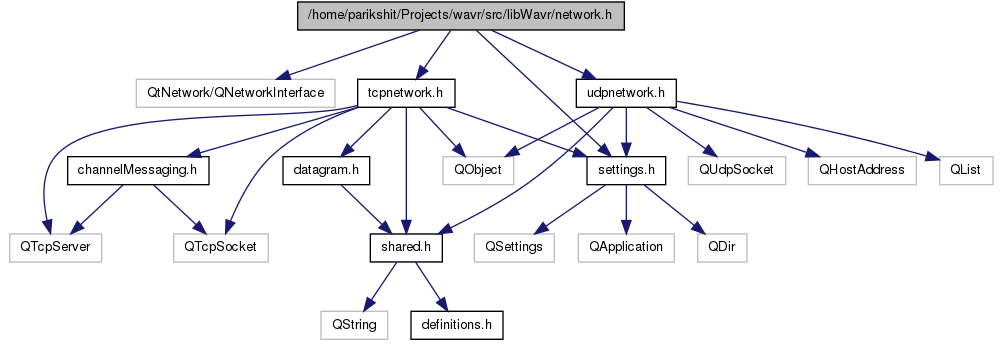 /home/parikshit/Projects/wavr/src/libWavr/network.h
QtNetwork/QNetworkInterface
tcpnetwork.h
udpnetwork.h
channelMessaging.h
datagram.h
QObject
settings.h
QUdpSocket
QHostAddress
QList
QTcpServer
QTcpSocket
shared.h
QSettings
QApplication
QDir
QString
definitions.h